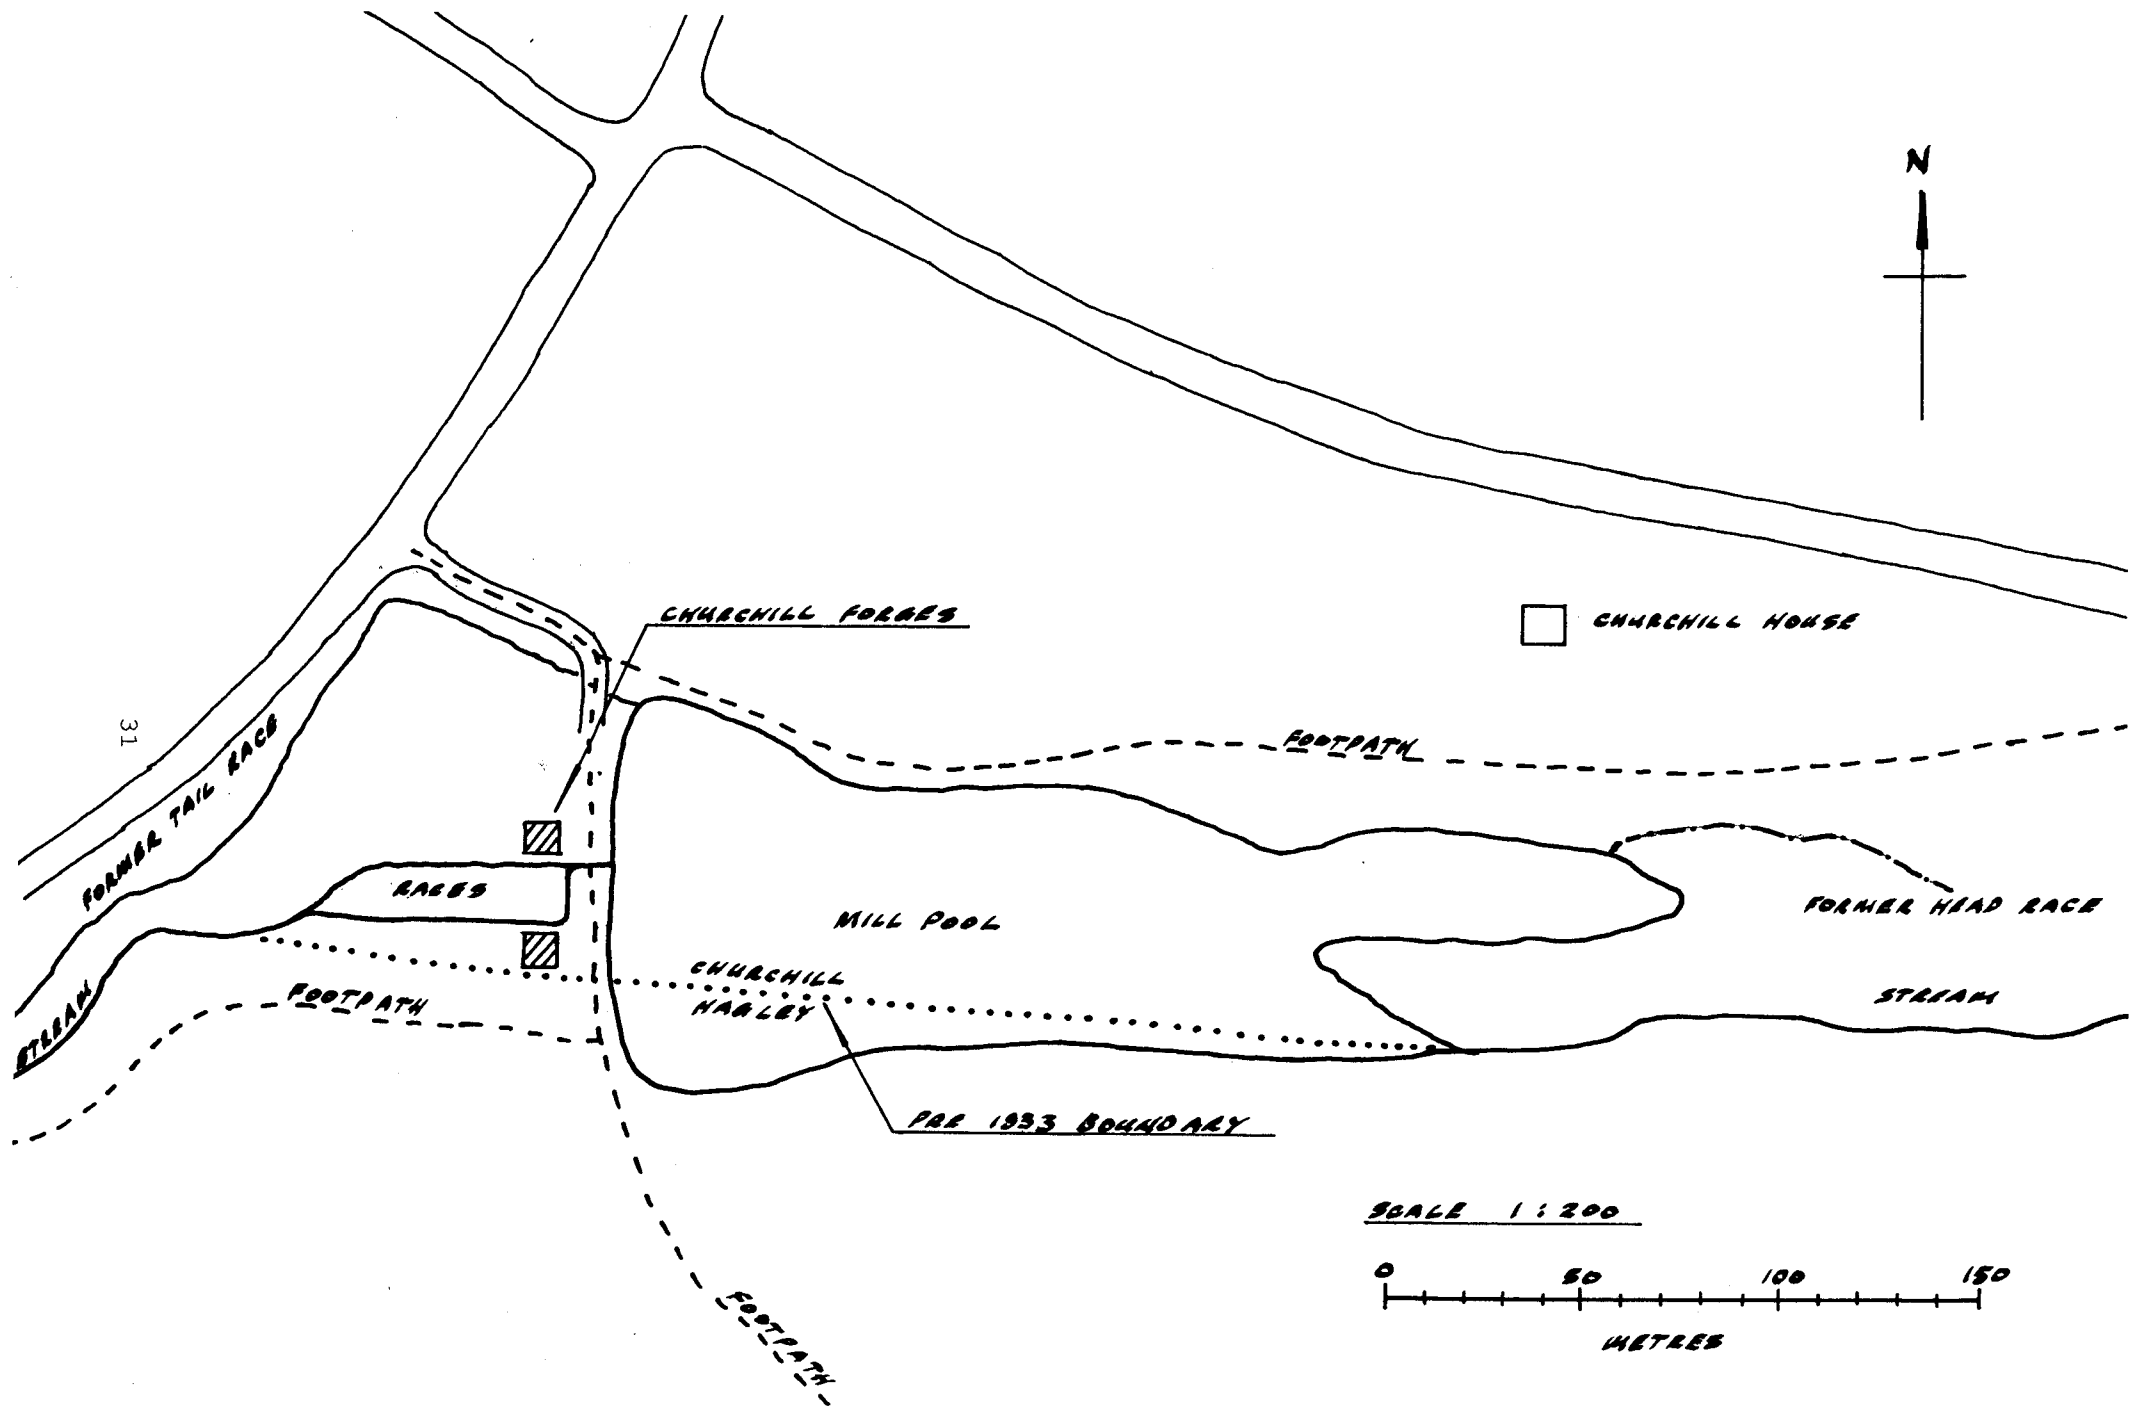 N
CHURCHILL FORGES
CHURCHILL HOUSE
31
FORMER TAIL RACE
FOOTPATH
RACES
MILL POOL
FORMER HEAD RACE
CHURCHILL
HAGLEY
STREAM
FOOTPATH
STREAM
PRE 1933 BOUNDARY
SCALE 1 : 200
0 50 100 150
METRES
FOOTPATH